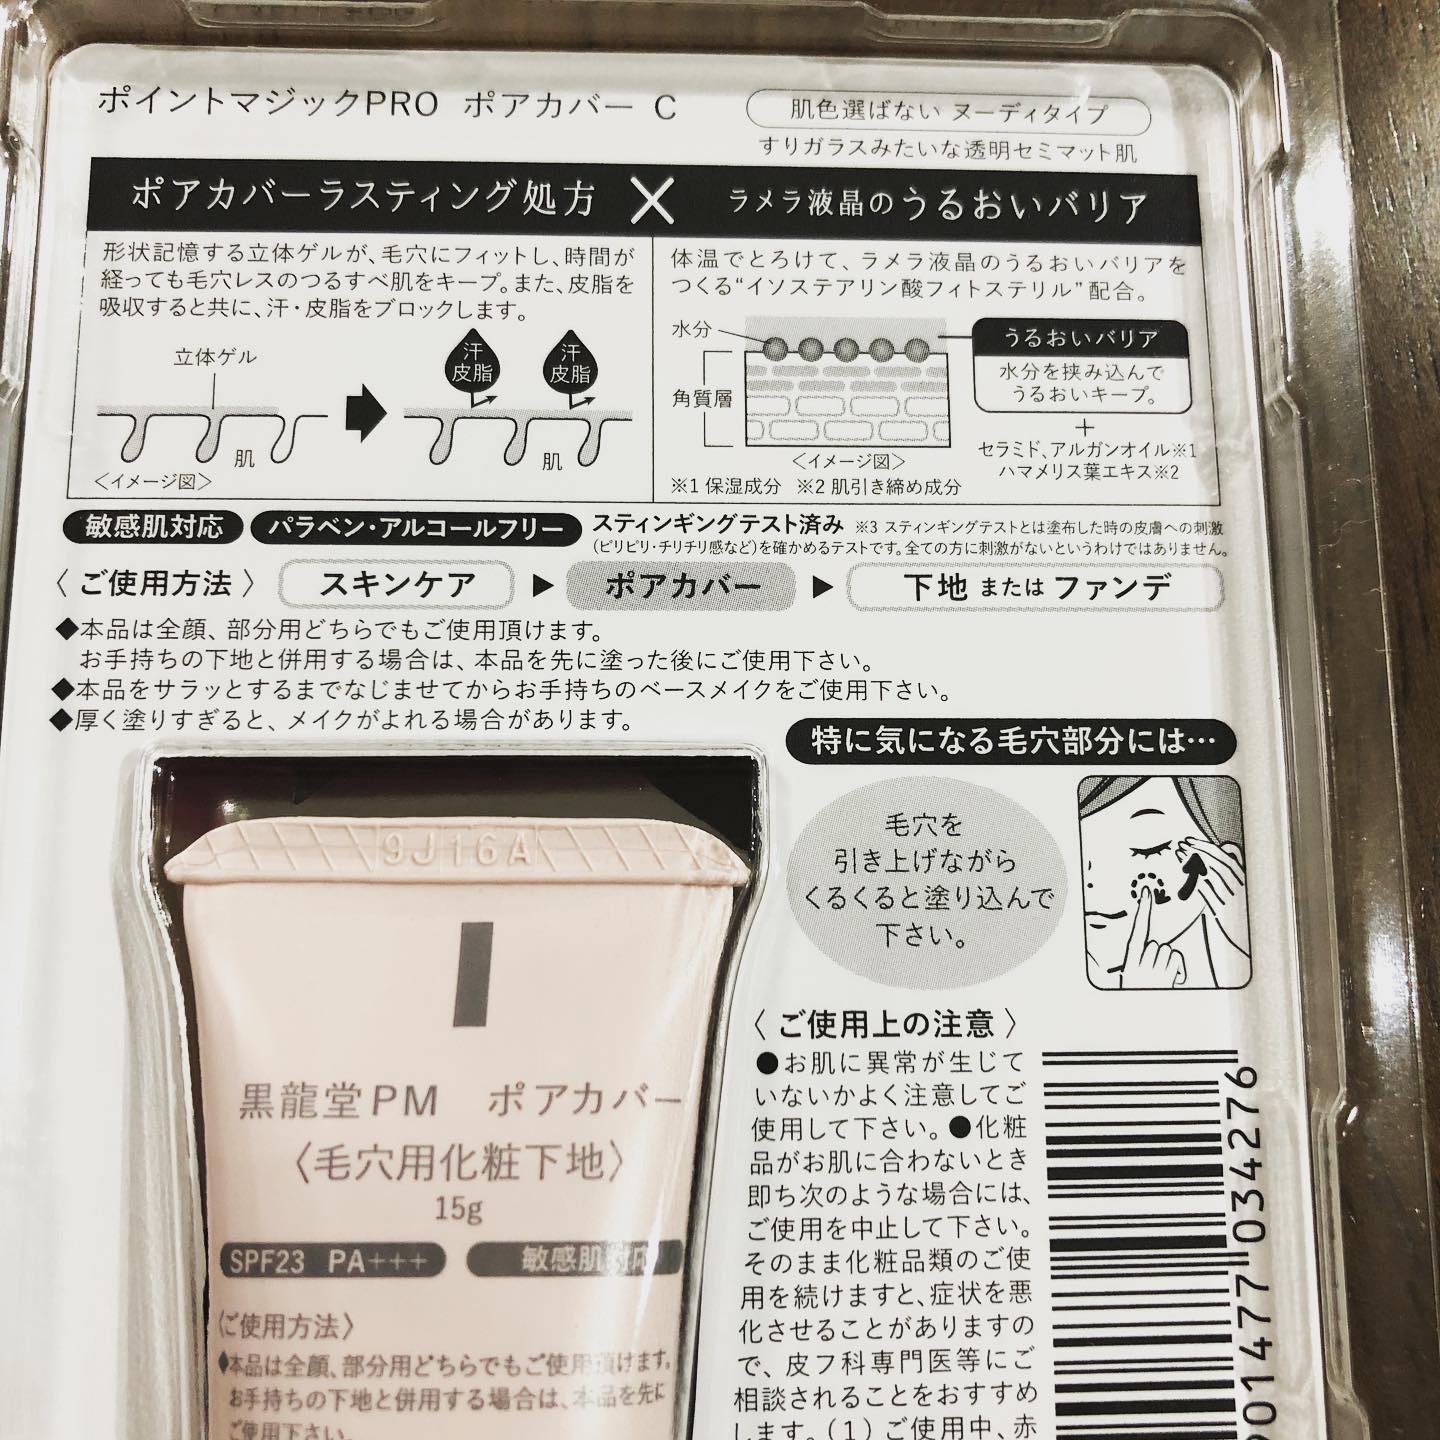 ポイントマジックPRO ポアカバー C
肌色選ばない ヌーディタイプ
すりガラスみたいな透明セミマット肌
ポアカバーラスティング処方 × ラメラ液晶のうるおいバリア
形状記憶する立体ゲルが、毛穴にフィットし、時間が
経っても毛穴レスのつるすべ肌をキープ。また、皮脂を
吸収すると共に、汗・皮脂をブロックします。
立体ゲル
肌
<イメージ図>
汗
皮脂
汗
皮脂
肌
体温でとろけて、ラメラ液晶のうるおいバリアを
つくる“イソステアリン酸フィトステリル”配合。
水分
角質層
<イメージ図>
うるおいバリア
水分を挟み込んで
うるおいキープ。
+
セラミド、アルガンオイル※1
ハマメリス葉エキス※2
※1 保湿成分 ※2 肌引き締め成分
敏感肌対応 パラベン・アルコールフリー スティンギングテスト済み ※3 スティンギングテストとは塗布した時の皮膚への刺激
(ピリピリ・チリチリ感など)を確かめるテストです。全ての方に刺激がないというわけではありません。
〈ご使用方法〉 スキンケア ▶ ポアカバー ▶ 下地 または ファンデ
◆本品は全顔、部分用どちらでもご使用頂けます。
お手持ちの下地と併用する場合は、本品を先に塗った後にご使用下さい。
◆本品をサラッとするまでなじませてからお手持ちのベースメイクをご使用下さい。
◆厚く塗りすぎると、メイクがよれる場合があります。
特に気になる毛穴部分には…
毛穴を
引き上げながら
くるくると塗り込んで
下さい。
9J16A
黒龍堂PM ポアカバー
〈毛穴用化粧下地〉
15g
SPF23 PA+++ 敏感肌対応
〈ご使用方法〉
◆本品は全顔、部分用どちらでもご使用頂けます。
お手持ちの下地と併用する場合は、本品を先に
ご使用下さい。
〈ご使用上の注意〉
●お肌に異常が生じて
いないかよく注意してご
使用して下さい。●化粧
品がお肌に合わないとき
即ち次のような場合には、
ご使用を中止して下さい。
そのまま化粧品類のご使
用を続けますと、症状を悪
化させることがありますの
で、皮フ科専門医等にご
相談されることをおすすめ
します。(1)ご使用中、赤
901477 034276